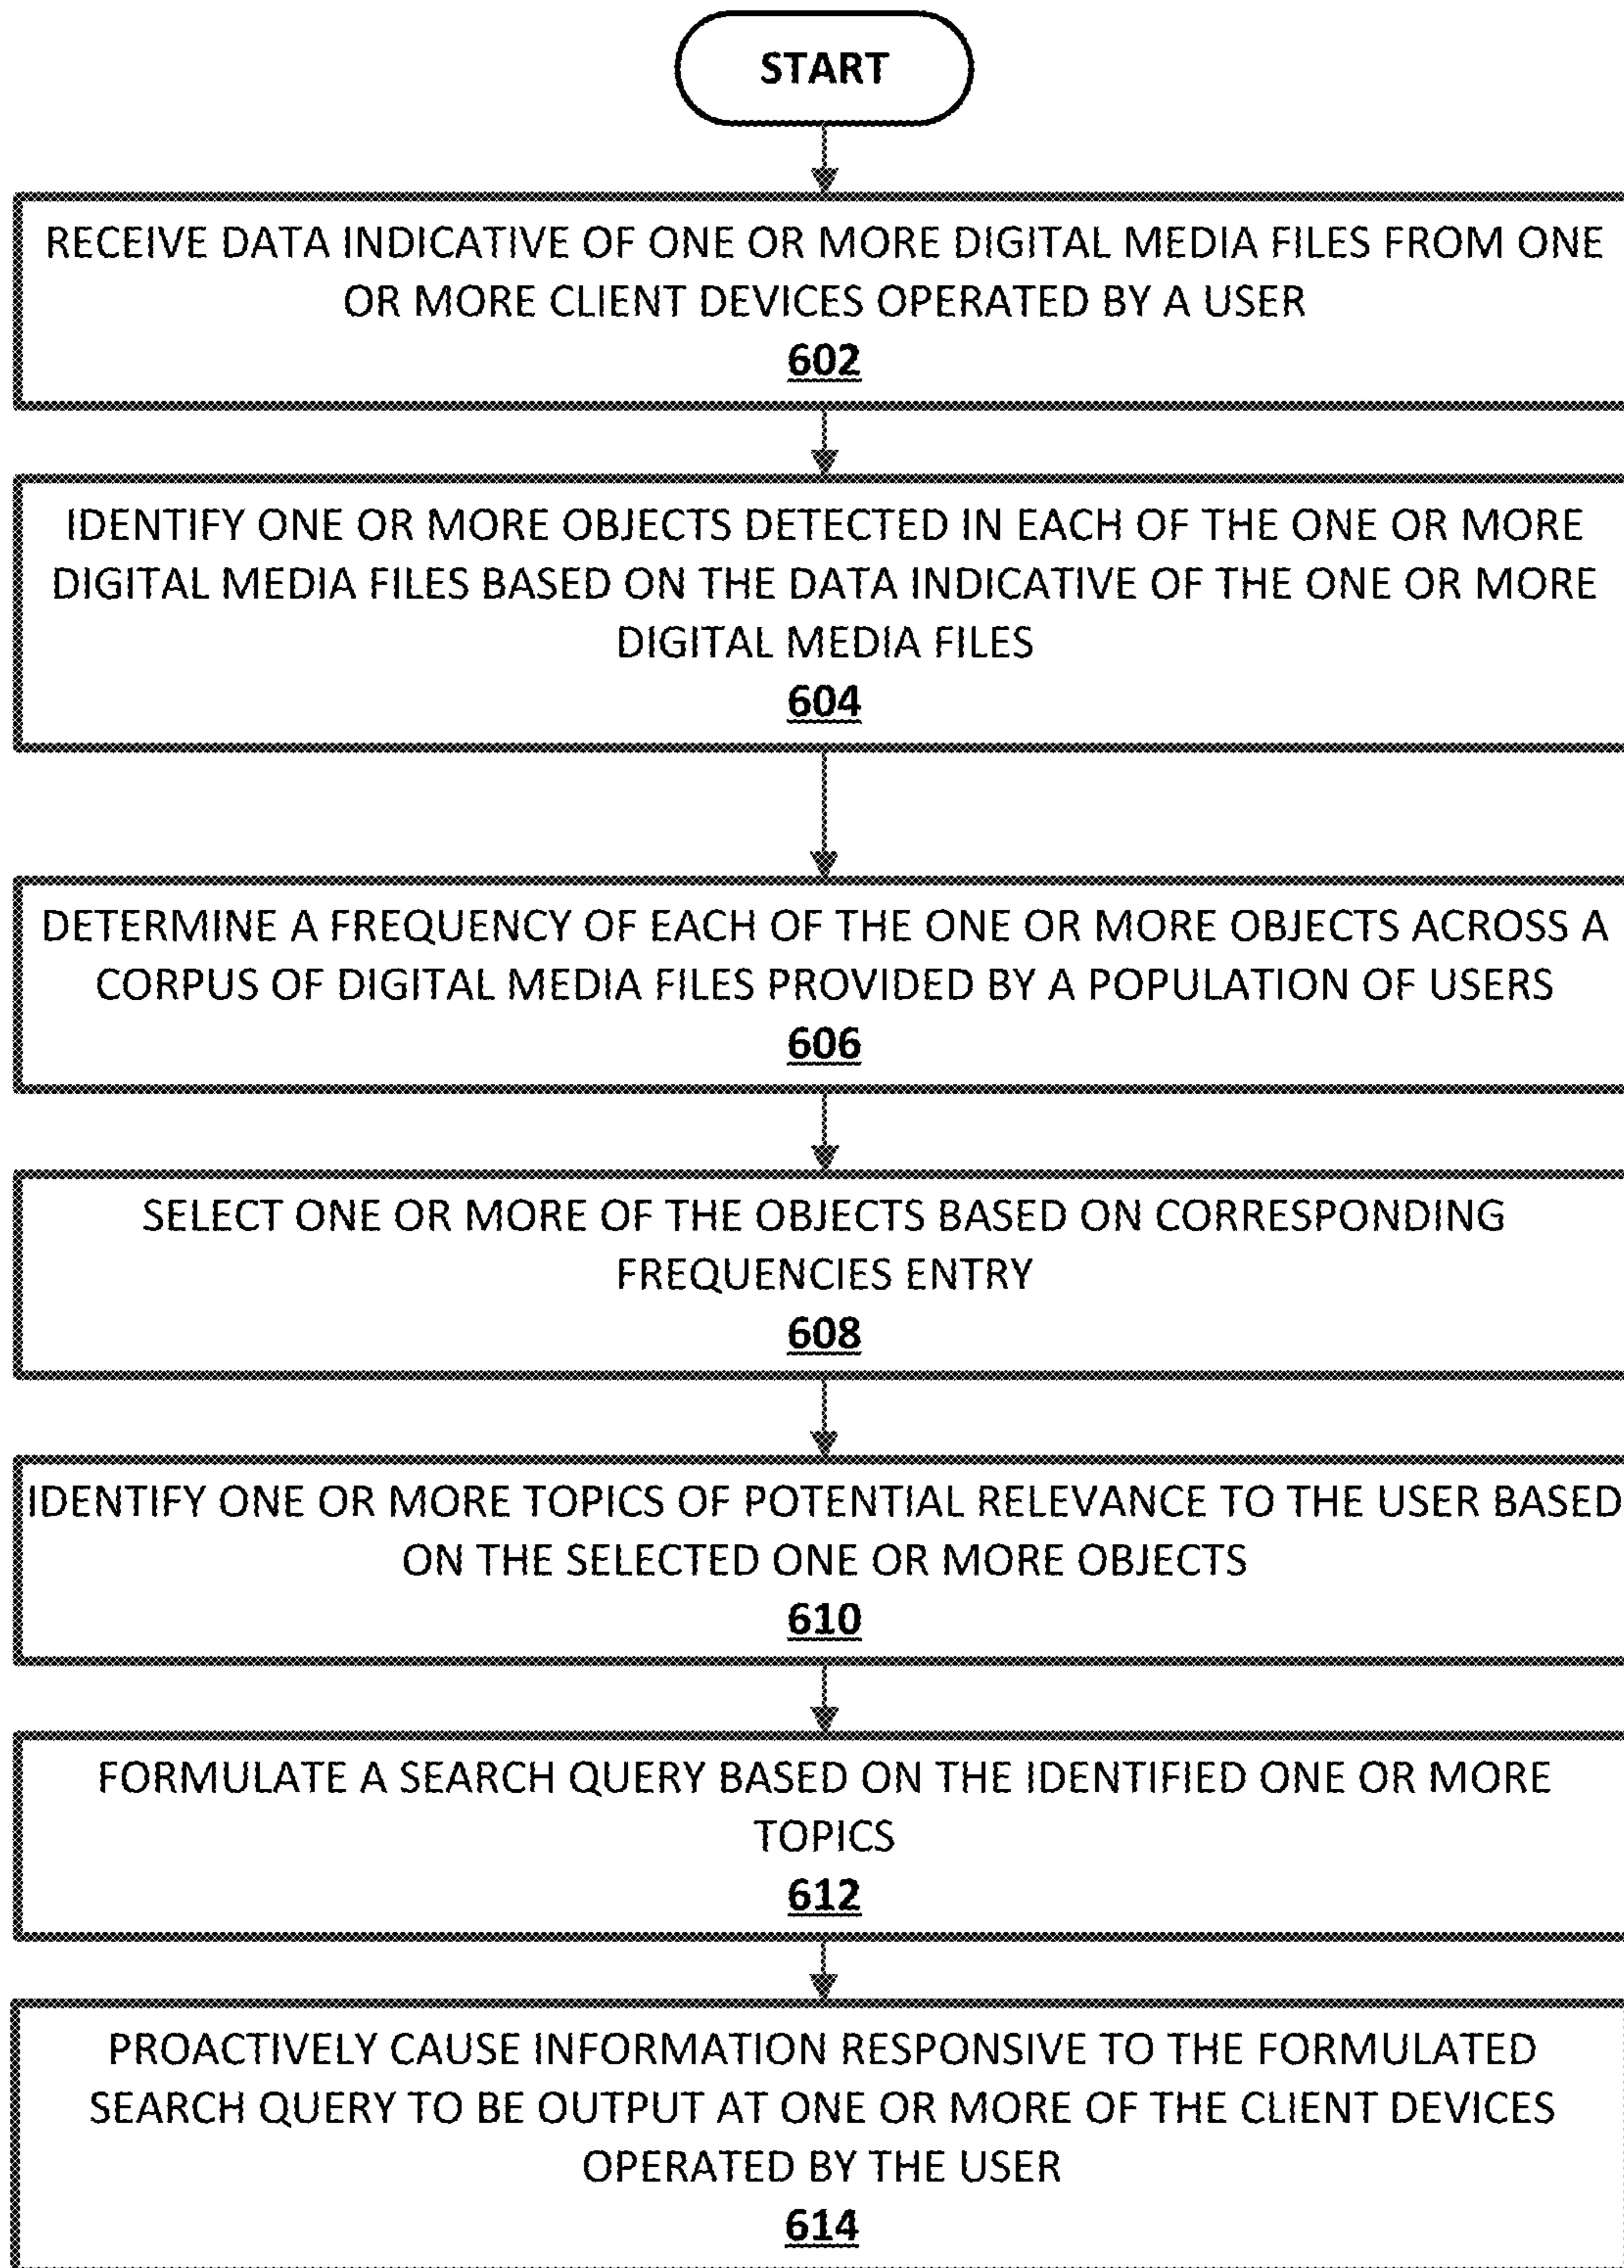 START
RECEIVE DATA INDICATIVE OF ONE OR MORE DIGITAL MEDIA FILES FROM ONE
OR MORE CLIENT DEVICES OPERATED BY A USER
602
IDENTIFY ONE OR MORE OBJECTS DETECTED IN EACH OF THE ONE OR MORE
DIGITAL MEDIA FILES BASED ON THE DATA INDICATIVE OF THE ONE OR MORE
DIGITAL MEDIA FILES
604
DETERMINE A FREQUENCY OF EACH OF THE ONE OR MORE OBJECTS ACROSS A
CORPUS OF DIGITAL MEDIA FILES PROVIDED BY A POPULATION OF USERS
606
SELECT ONE OR MORE OF THE OBJECTS BASED ON CORRESPONDING
FREQUENCIES ENTRY
608
IDENTIFY ONE OR MORE TOPICS OF POTENTIAL RELEVANCE TO THE USER BASED
ON THE SELECTED ONE OR MORE OBJECTS
610
FORMULATE A SEARCH QUERY BASED ON THE IDENTIFIED ONE OR MORE
TOPICS
612
PROACTIVELY CAUSE INFORMATION RESPONSIVE TO THE FORMULATED
SEARCH QUERY TO BE OUTPUT AT ONE OR MORE OF THE CLIENT DEVICES
OPERATED BY THE USER
614